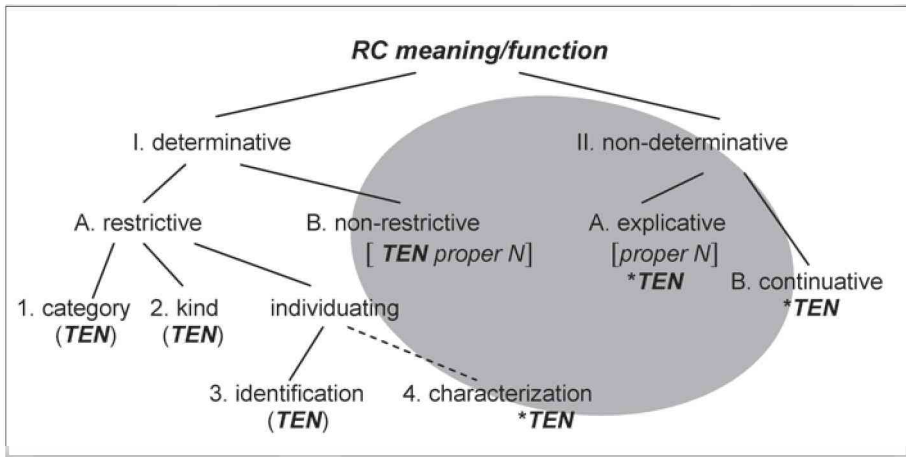 RC meaning/function
I. determinative
II. non-determinative
A. restrictive
B. non-restrictive
[ TEN proper N]
A. explicative
[proper N]
*TEN
B. continuative
*TEN
1. category
(TEN)
2. kind
(TEN)
individuating
3. identification
(TEN)
4. characterization
*TEN